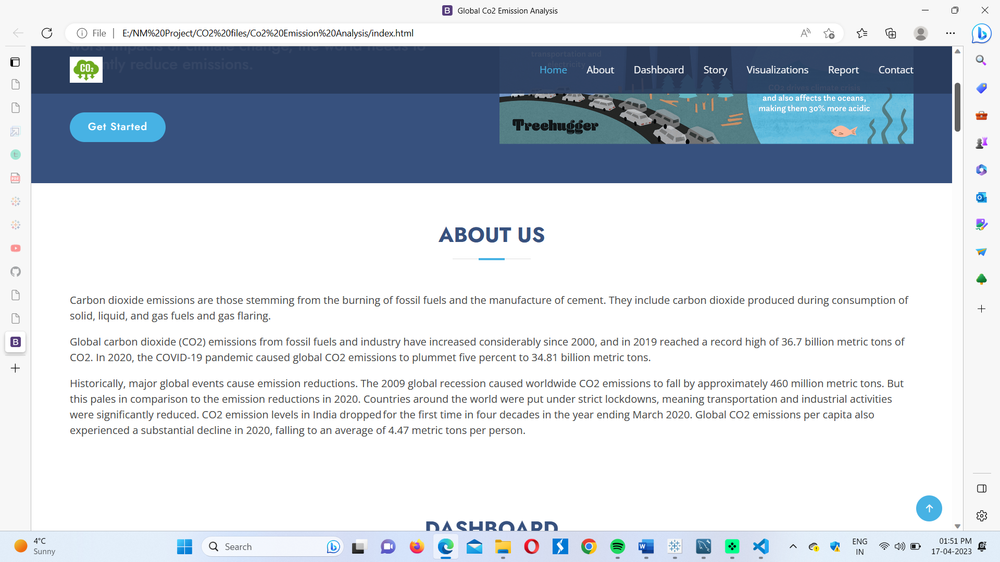 Global Co2 Emission Analysis
File
E:/NM%20Project/CO2%20files/Co2%20Emission%20Analysis/index.html
worst impacts of climate change, the world needs to
ntly reduce emissions.
CO2
Home About Dashboard Story Visualizations Report Contact
transportation and
electricity
CO2 drives climate crisis
and also affects the oceans,
making them 30% more acidic
Treehugger
Get Started
ABOUT US
Carbon dioxide emissions are those stemming from the burning of fossil fuels and the manufacture of cement. They include carbon dioxide produced during consumption of
solid, liquid, and gas fuels and gas flaring.
Global carbon dioxide (CO2) emissions from fossil fuels and industry have increased considerably since 2000, and in 2019 reached a record high of 36.7 billion metric tons of
CO2. In 2020, the COVID-19 pandemic caused global CO2 emissions to plummet five percent to 34.81 billion metric tons.
Historically, major global events cause emission reductions. The 2009 global recession caused worldwide CO2 emissions to fall by approximately 460 million metric tons. But
this pales in comparison to the emission reductions in 2020. Countries around the world were put under strict lockdowns, meaning transportation and industrial activities
were significantly reduced. CO2 emission levels in India dropped for the first time in four decades in the year ending March 2020. Global CO2 emissions per capita also
experienced a substantial decline in 2020, falling to an average of 4.47 metric tons per person.
DASHBOARD
4°C
Sunny
Search
ENG
IN
01:51 PM
17-04-2023